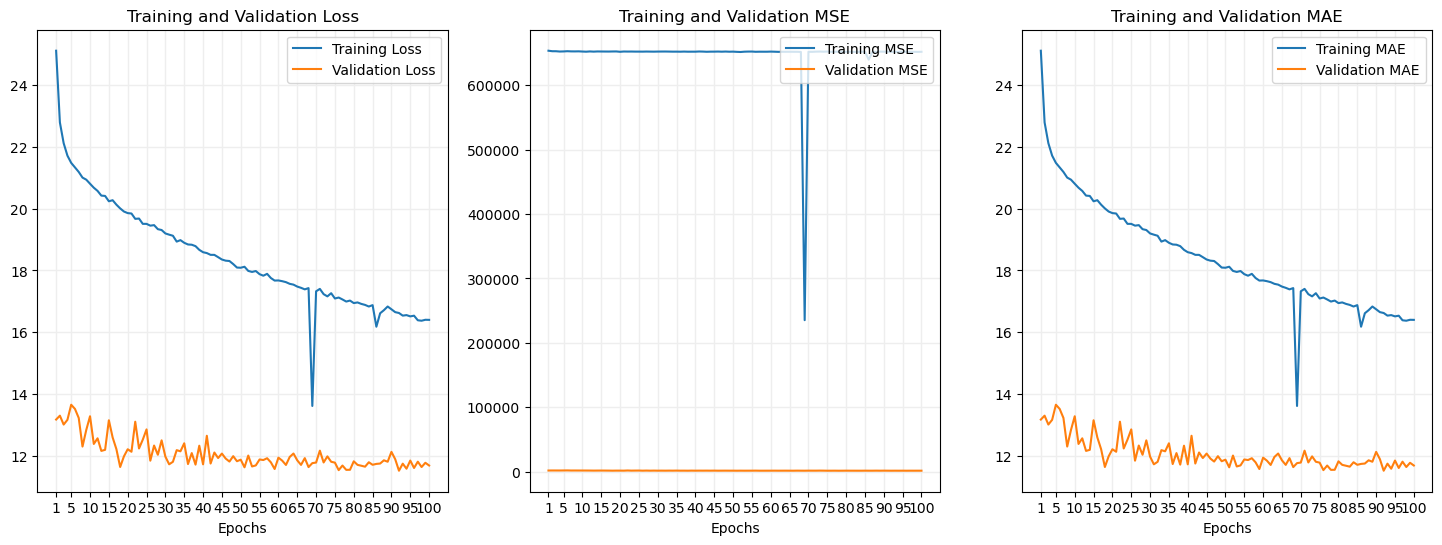 Training and Validation Loss
Training Loss
Validation Loss
24
22
20
18
16
14
12
1 5 10 15 20 25 30 35 40 45 50 55 60 65 70 75 80 85 90 95 100
Epochs
Training and Validation MSE
Training MSE
Validation MSE
600000
500000
400000
300000
200000
100000
0
1 5 10 15 20 25 30 35 40 45 50 55 60 65 70 75 80 85 90 95 100
Epochs
Training and Validation MAE
Training MAE
Validation MAE
24
22
20
18
16
14
12
1 5 10 15 20 25 30 35 40 45 50 55 60 65 70 75 80 85 90 95 100
Epochs